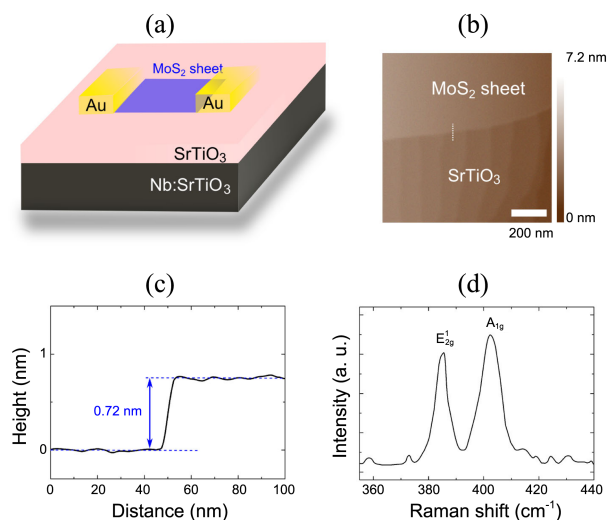 (a)
MoS₂ sheet
Au
Au
SrTiO₃
Nb:SrTiO₃
(b)
7.2 nm
MoS₂ sheet
SrTiO₃
0 nm
200 nm
(c)
Height (nm)
1
0
0.72 nm
0 20 40 60 80 100
Distance (nm)
(d)
Intensity (a. u.)
E¹₂g
A₁g
360 380 400 420 440
Raman shift (cm⁻¹)